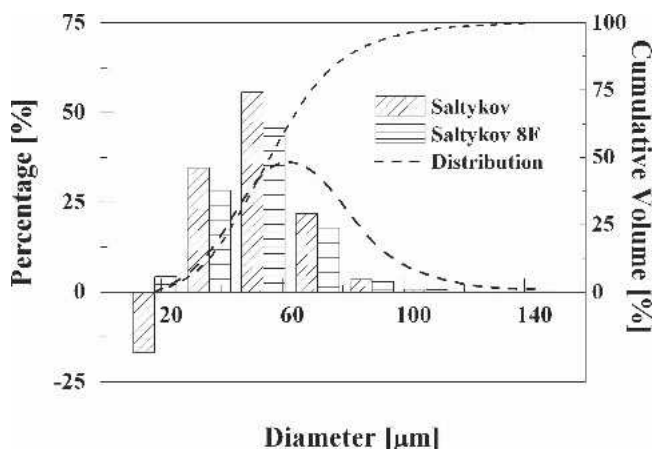 75
50
25
0
-25
Percentage [%]
100
75
50
25
0
Cumulative Volume [%]
Saltykov
Saltykov 8F
Distribution
20 60 100 140
Diameter [μm]